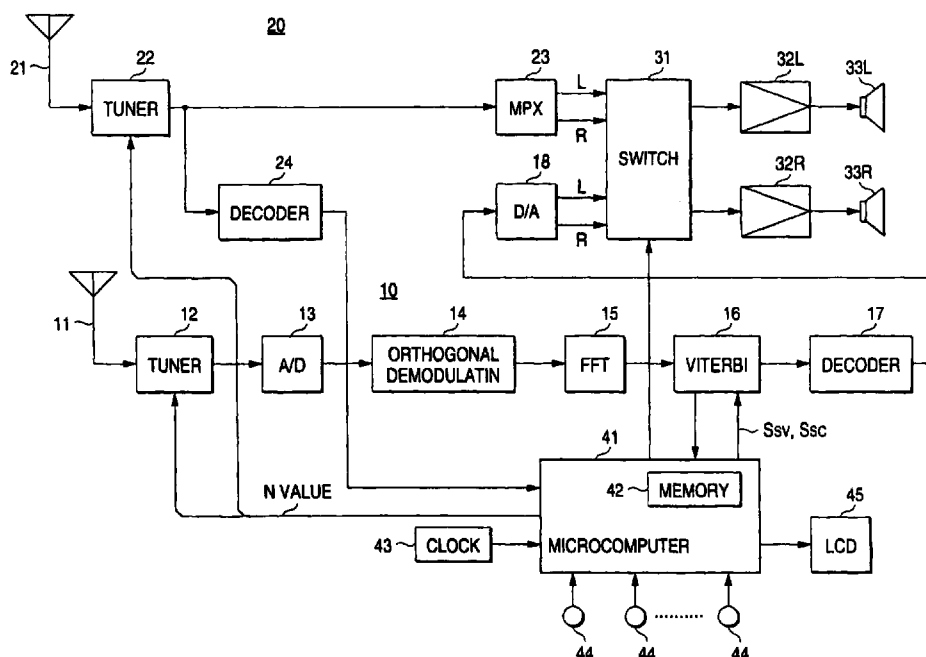 20
21
22
TUNER
23
MPX
L
R
31
SWITCH
32L
33L
24
DECODER
18
D/A
L
R
32R
33R
10
11
12
TUNER
13
A/D
14
ORTHOGONAL
DEMODULATIN
15
FFT
16
VITERBI
17
DECODER
Ssv, Ssc
41
42
MEMORY
N VALUE
43
CLOCK
MICROCOMPUTER
45
LCD
44
44
44